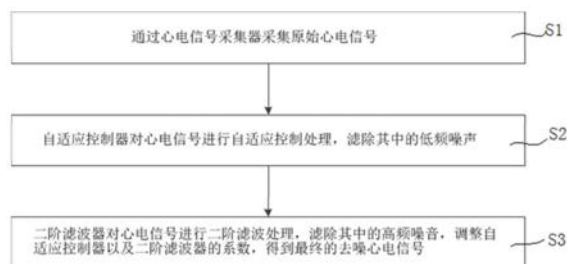 通过心电信号采集器采集原始心电信号
S1
自适应控制器对心电信号进行自适应控制处理，滤除其中的低频噪声
S2
二阶滤波器对心电信号进行二阶滤波处理，滤除其中的高频噪音，调整自
适应控制器以及二阶滤波器的系数，得到最终的去噪心电信号
S3